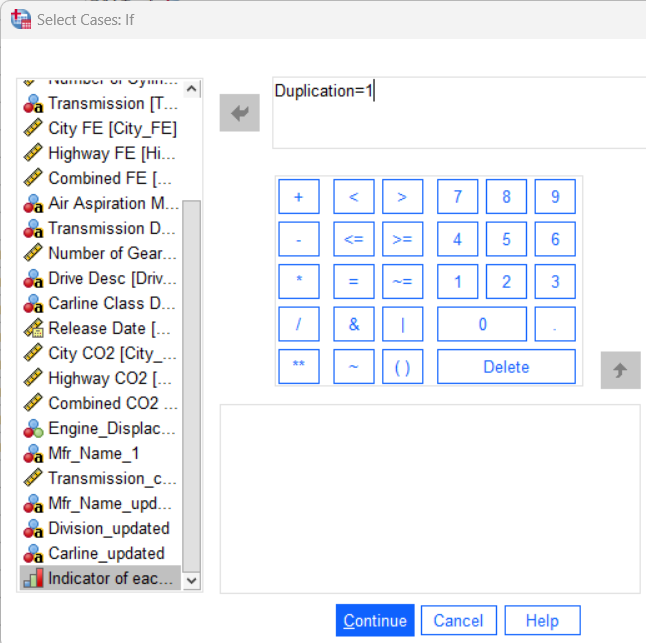 Select Cases: If
Duplication=1
Transmission [T...
City FE [City_FE]
Highway FE [Hi...
Combined FE [...
Air Aspiration M...
Transmission D...
Number of Gear...
Drive Desc [Driv...
Carline Class D...
Release Date [...
City CO2 [City_...
Highway CO2 [...
Combined CO2 ...
Engine_Displac...
Mfr_Name_1
Transmission_c...
Mfr_Name_upd...
Division_updated
Carline_updated
Indicator of eac...
+ < > 7 8 9
- <= >= 4 5 6
* = ~= 1 2 3
/ & | 0 .
** ~ ( ) Delete
Continue Cancel Help